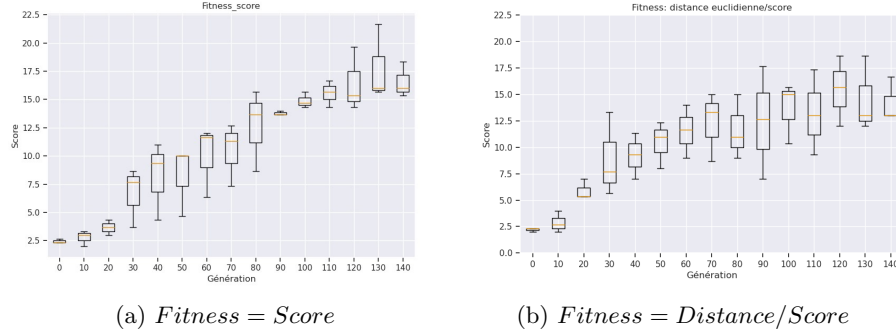 Fitness_score
Score
22.5
20.0
17.5
15.0
12.5
10.0
7.5
5.0
2.5
0 10 20 30 40 50 60 70 80 90 100 110 120 130 140
Génération
(a) Fitness = Score
Fitness: distance euclidienne/score
Score
22.5
20.0
17.5
15.0
12.5
10.0
7.5
5.0
2.5
0.0
0 10 20 30 40 50 60 70 80 90 100 110 120 130 140
Génération
(b) Fitness = Distance/Score